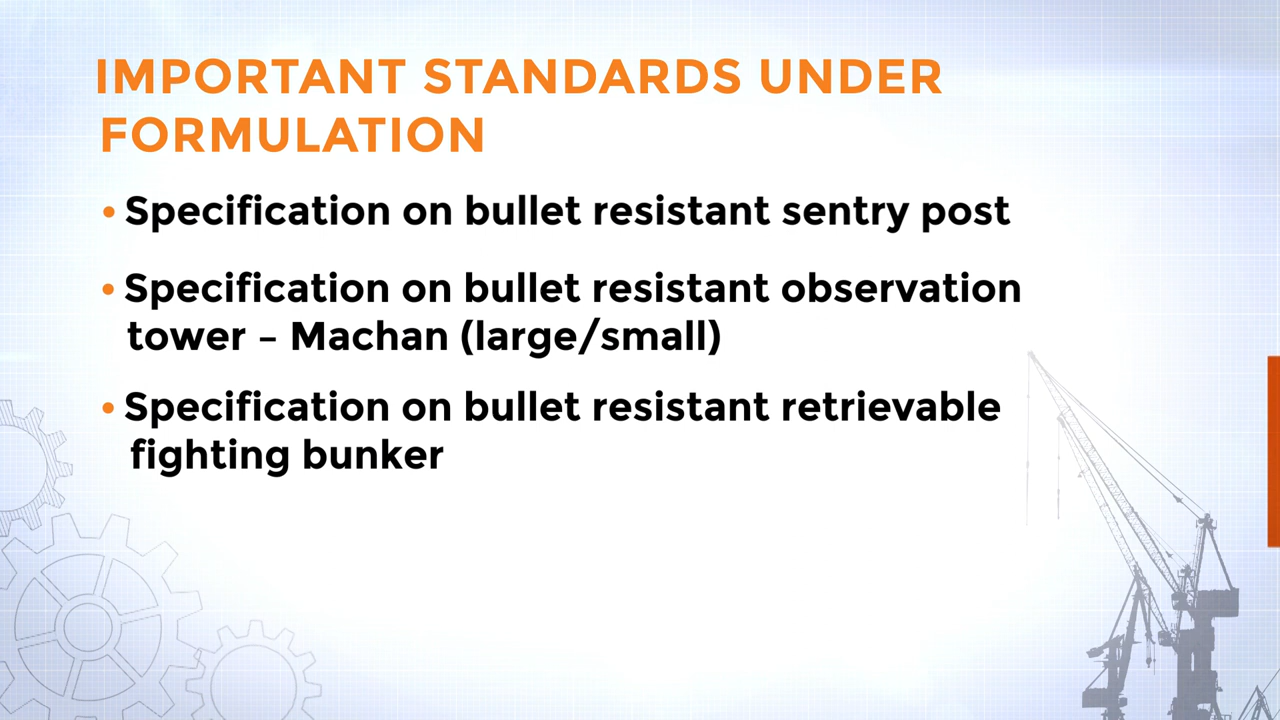 IMPORTANT STANDARDS UNDER
FORMULATION
• Specification on bullet resistant sentry post
• Specification on bullet resistant observation
tower – Machan (large/small)
• Specification on bullet resistant retrievable
fighting bunker